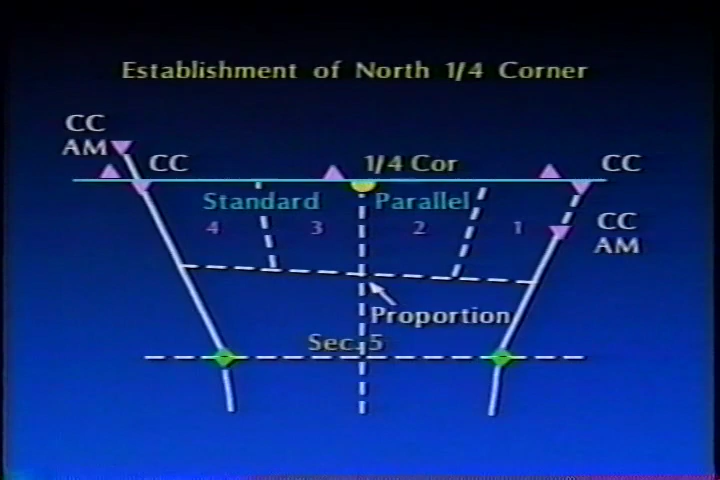 Establishment of North 1/4 Corner
CC
AM
CC
1/4 Cor
CC
Standard Parallel
4
3
2
1
CC
AM
Proportion
Sec. 5